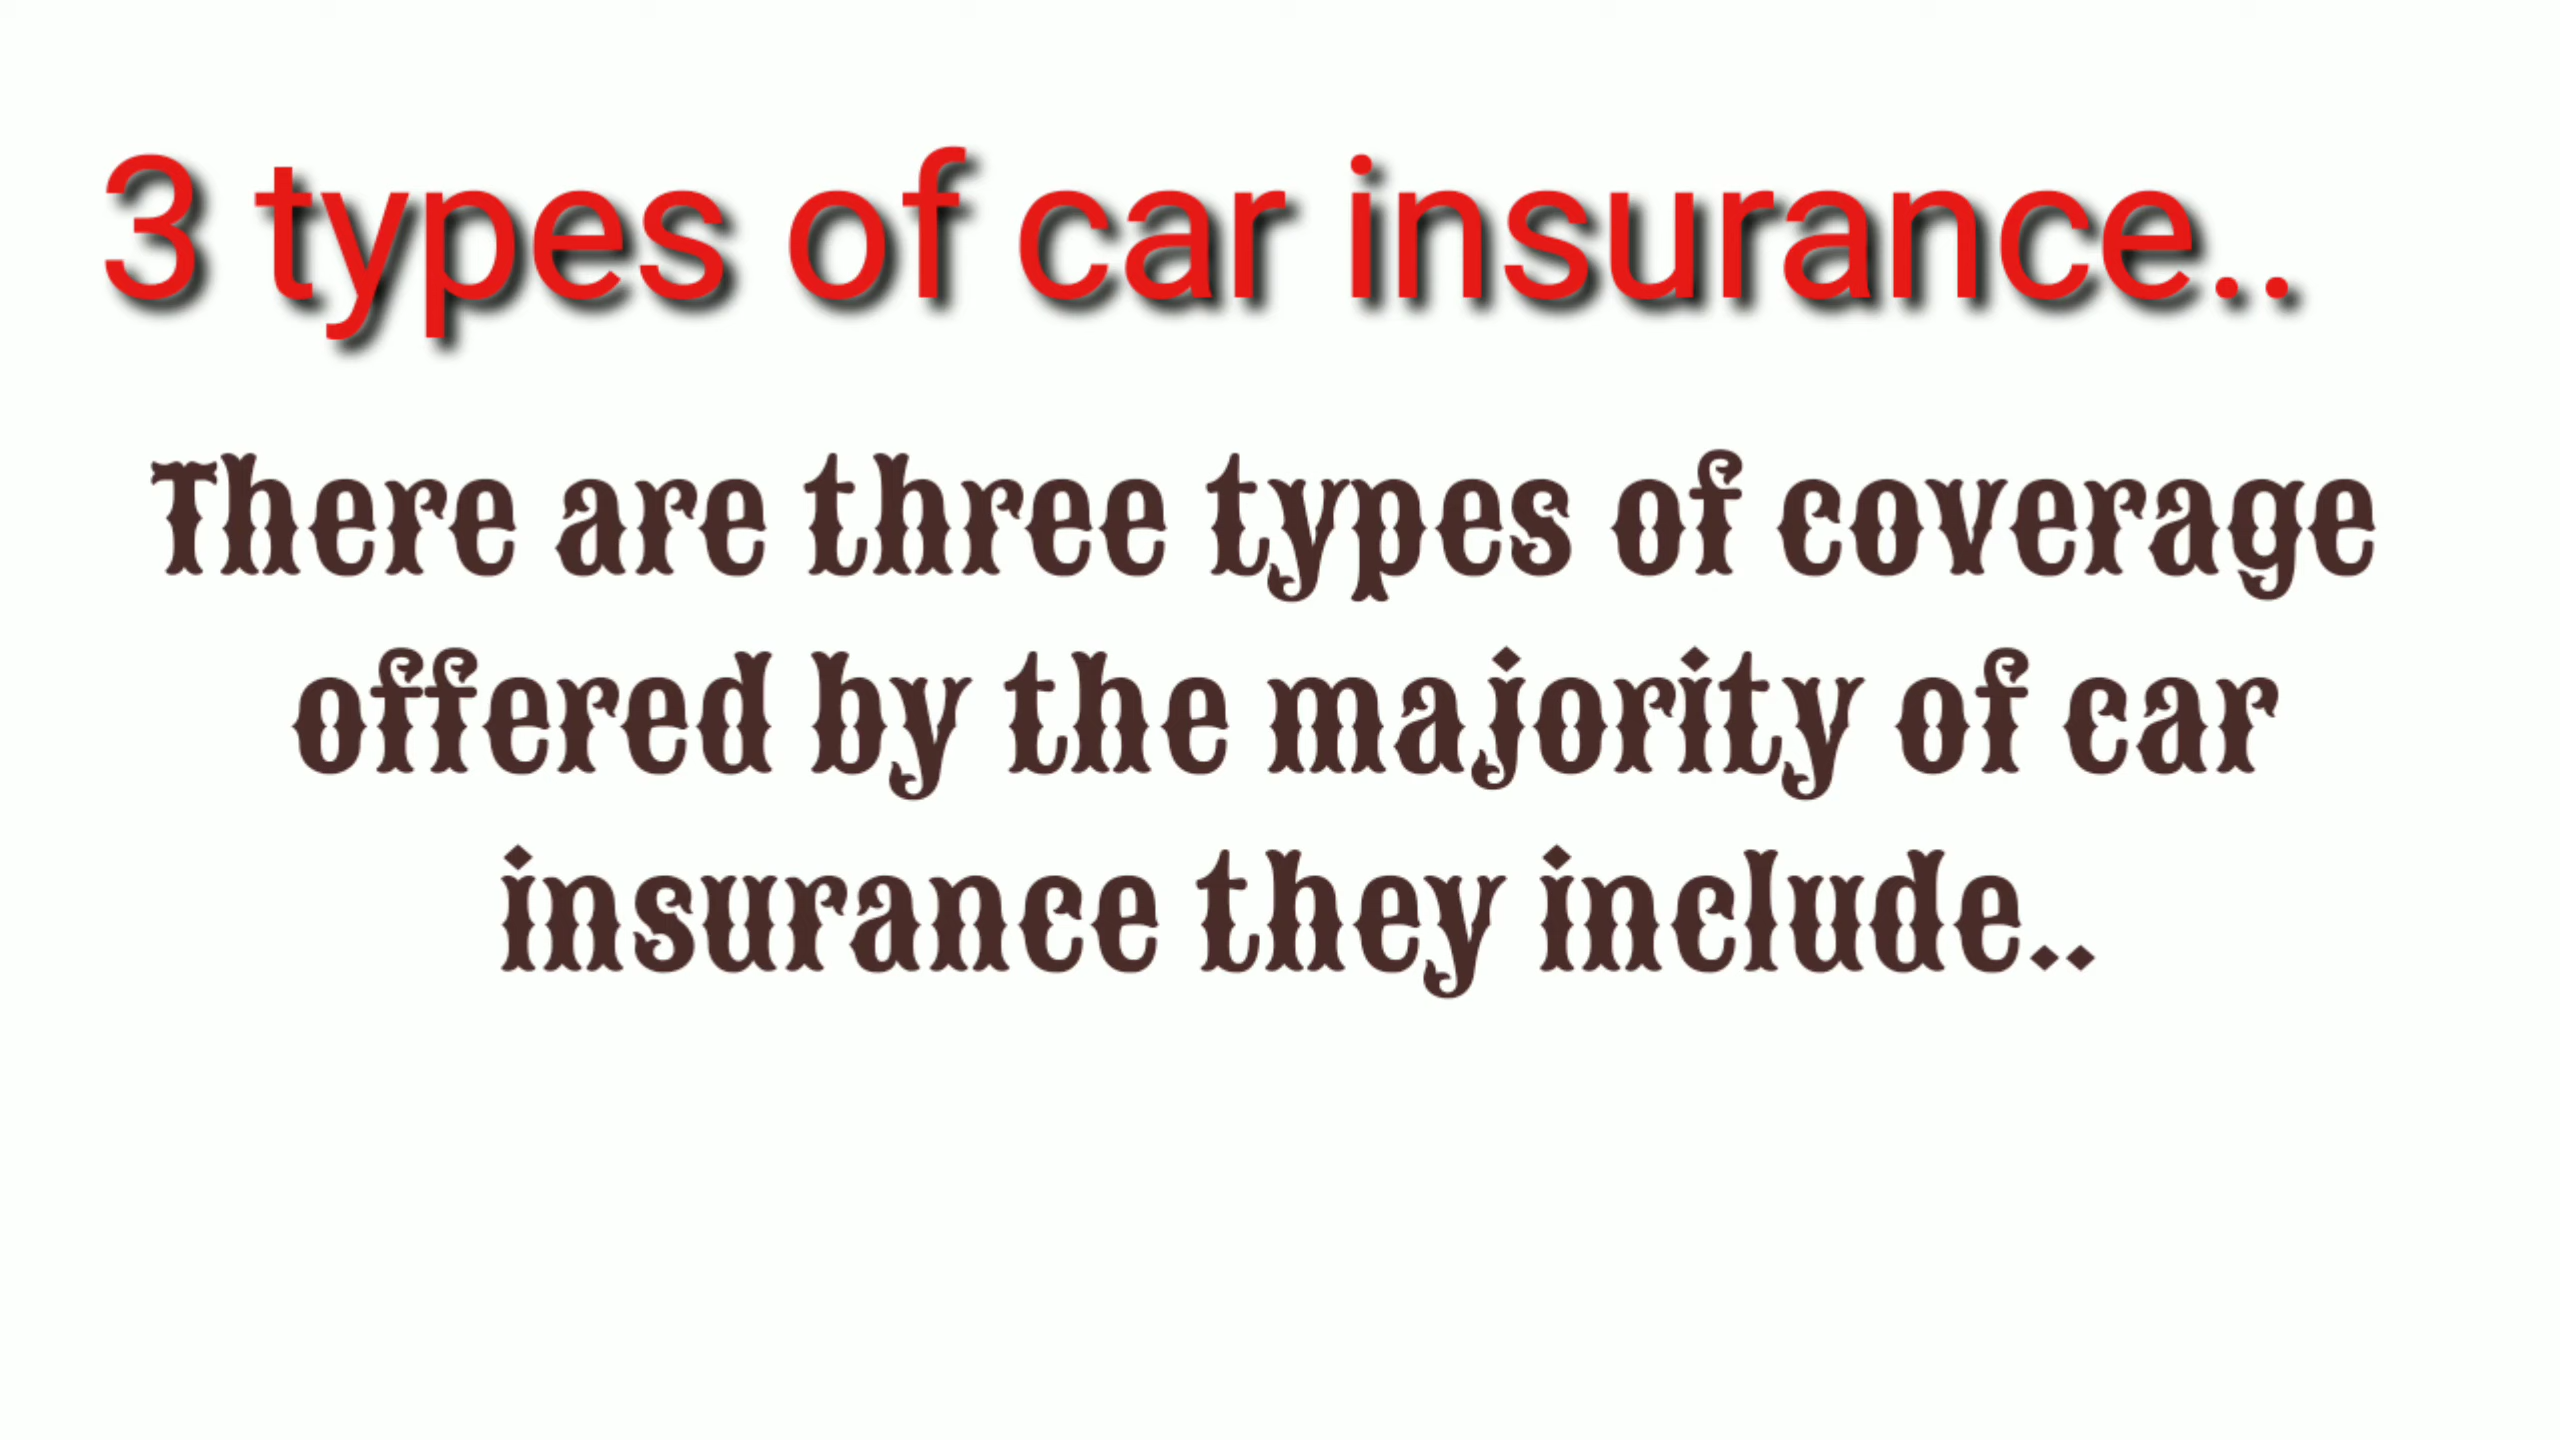 3 types of car insurance..
There are three types of coverage
offered by the majority of car
insurance they include..